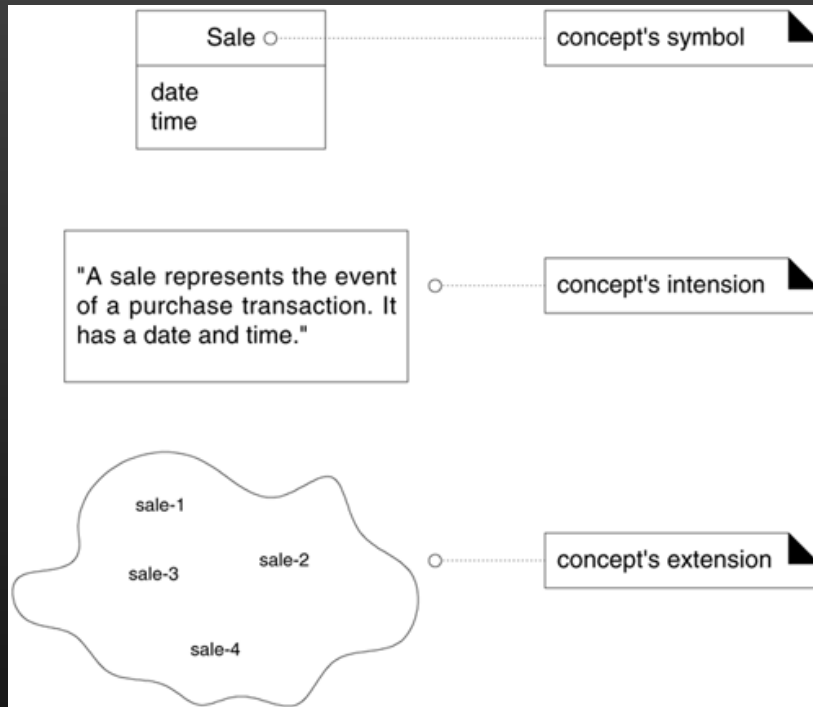 Sale
concept's symbol
date
time
"A sale represents the event
of a purchase transaction. It
has a date and time."
concept's intension
sale-1
sale-2
sale-3
sale-4
concept's extension